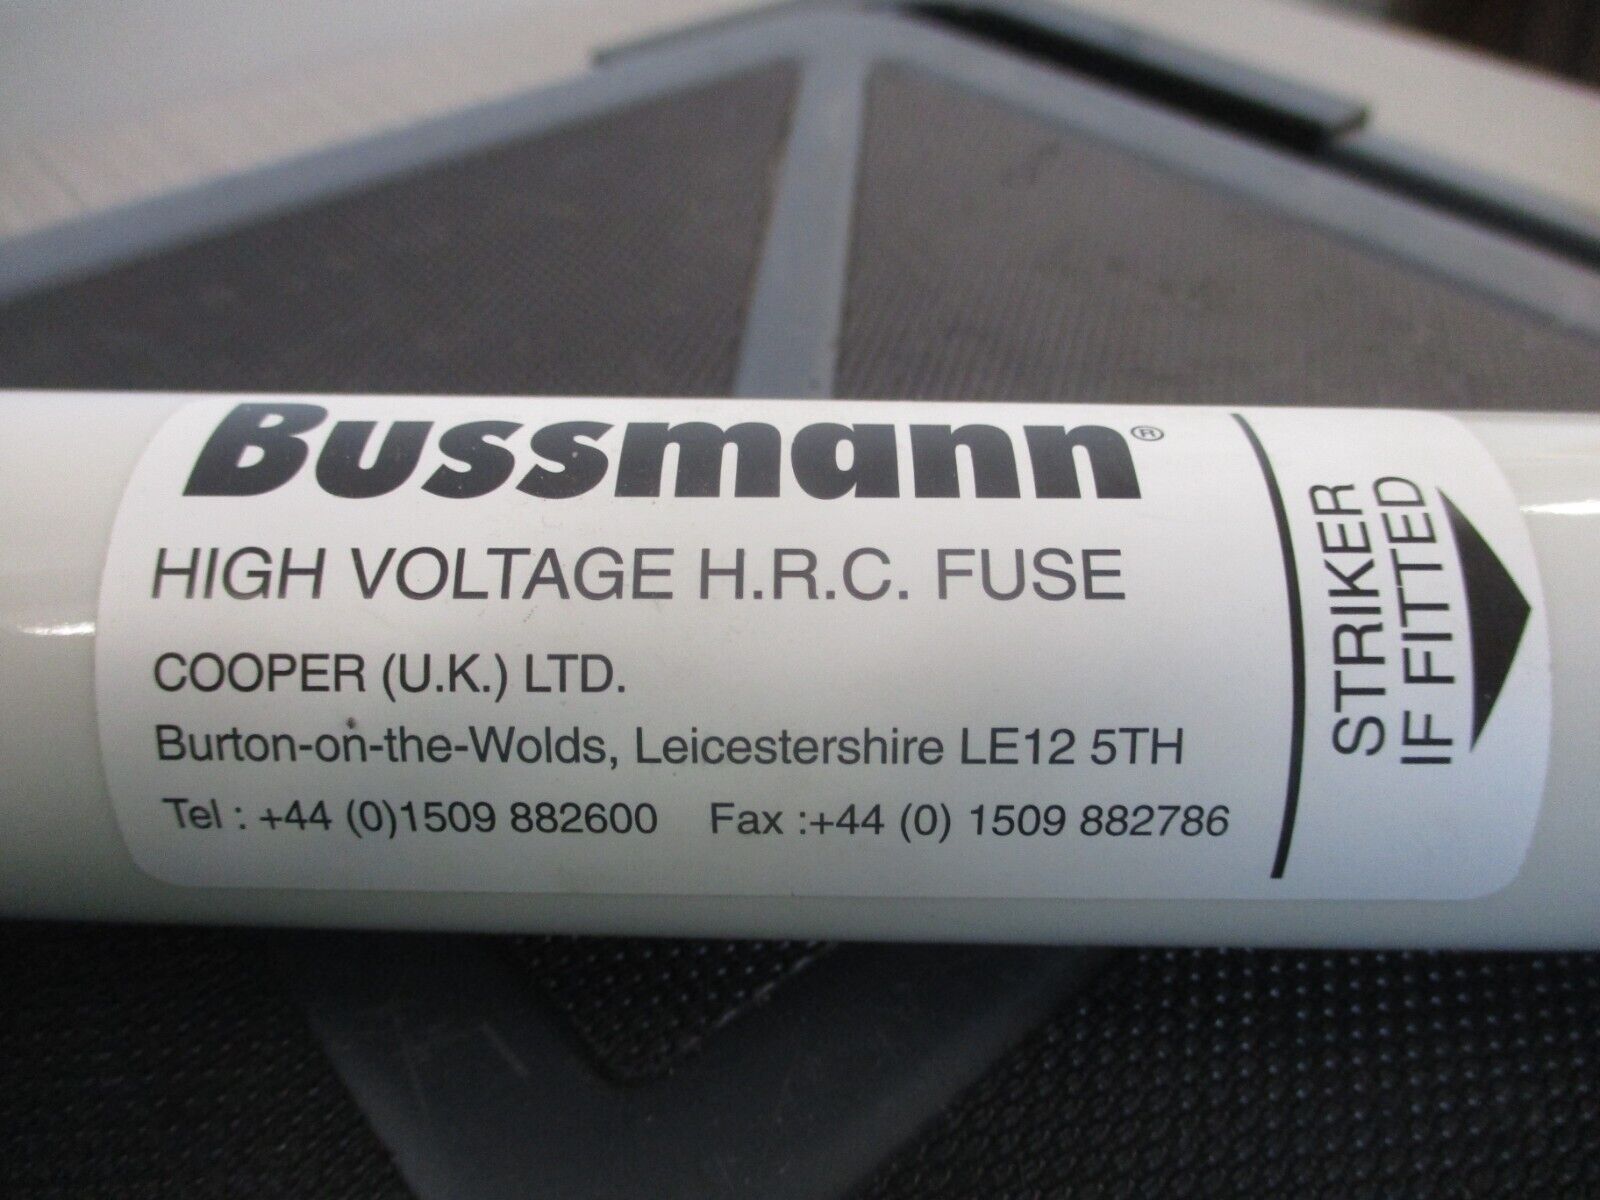 Bussmann®
HIGH VOLTAGE H.R.C. FUSE
COOPER (U.K.) LTD.
Burton-on-the-Wolds, Leicestershire LE12 5TH
Tel : +44 (0)1509 882600 Fax :+44 (0) 1509 882786
STRIKER
IF FITTED